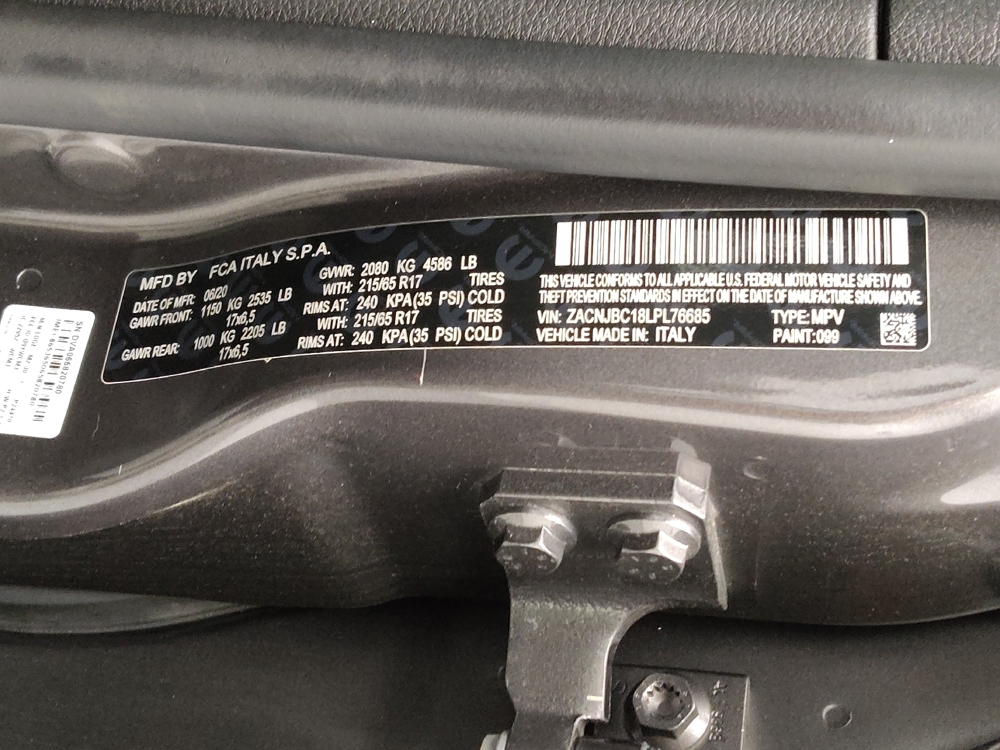 MFD BY FCA ITALY S.P.A.
DATE OF MFR: 06/20 GVWR: 2080 KG 4586 LB
GAWR FRONT: 1150 KG 2535 LB WITH: 215/65 R17 TIRES
17x6,5 RIMS AT: 240 KPA(35 PSI) COLD
GAWR REAR: 1000 KG 2205 LB WITH: 215/65 R17 TIRES
17x6,5 RIMS AT: 240 KPA(35 PSI) COLD
THIS VEHICLE CONFORMS TO ALL APPLICABLE U.S. FEDERAL MOTOR VEHICLE SAFETY AND
THEFT PREVENTION STANDARDS IN EFFECT ON THE DATE OF MANUFACTURE SHOWN ABOVE.
VIN: ZACNJBC18LPL76685 TYPE: MPV
VEHICLE MADE IN: ITALY PAINT:099